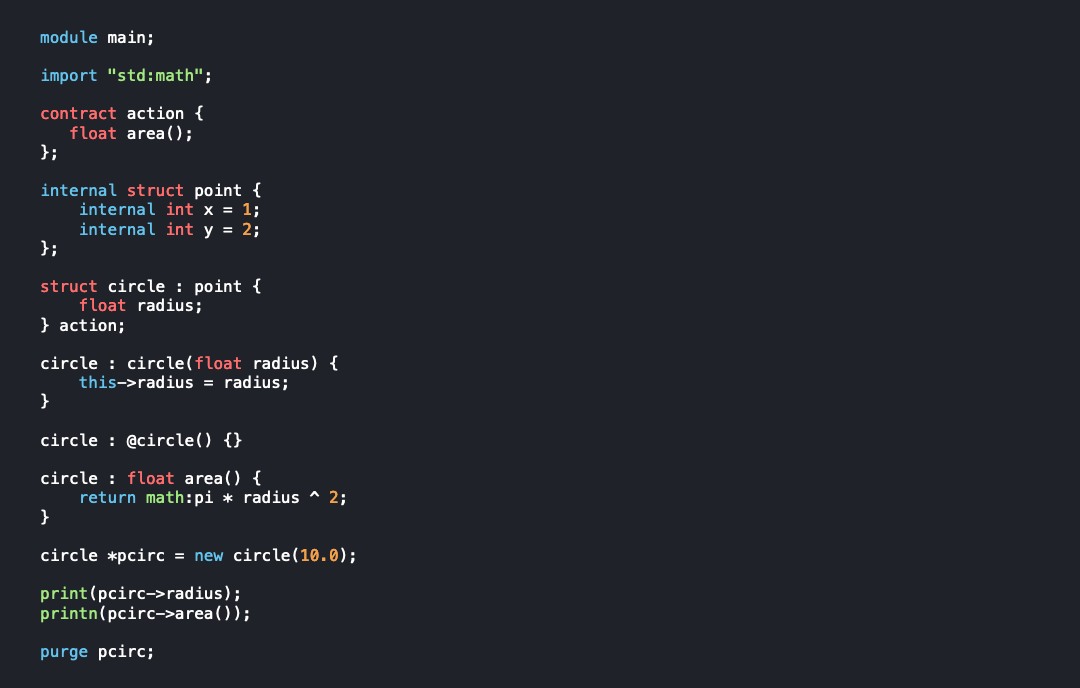 module main;
import "std:math";
contract action {
   float area();
};
internal struct point {
    internal int x = 1;
    internal int y = 2;
};
struct circle : point {
    float radius;
} action;
circle : circle(float radius) {
    this->radius = radius;
}
circle : @circle() {}
circle : float area() {
    return math:pi * radius ^ 2;
}
circle *pcirc = new circle(10.0);
print(pcirc->radius);
printn(pcirc->area());
purge pcirc;